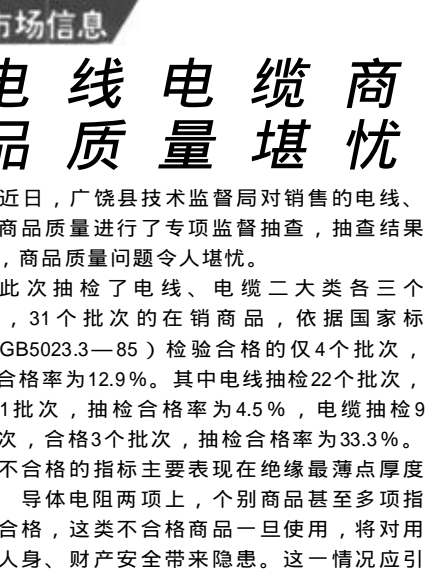 市场信息
电线电缆商
品质量堪忧
近日，广饶县技术监督局对销售的电线、
商品质量进行了专项监督抽查，抽查结果
，商品质量问题令人堪忧。
此次抽检了电线、电缆二大类各三个
，31个批次的在销商品，依据国家标
GB5023.3—85）检验合格的仅4个批次，
合格率为12.9%。其中电线抽检22个批次，
1批次，抽检合格率为4.5%，电缆抽检9
次，合格3个批次，抽检合格率为33.3%。
不合格的指标主要表现在绝缘最薄点厚度
导体电阻两项上，个别商品甚至多项指
合格，这类不合格商品一旦使用，将对用
人身、财产安全带来隐患。这一情况应引